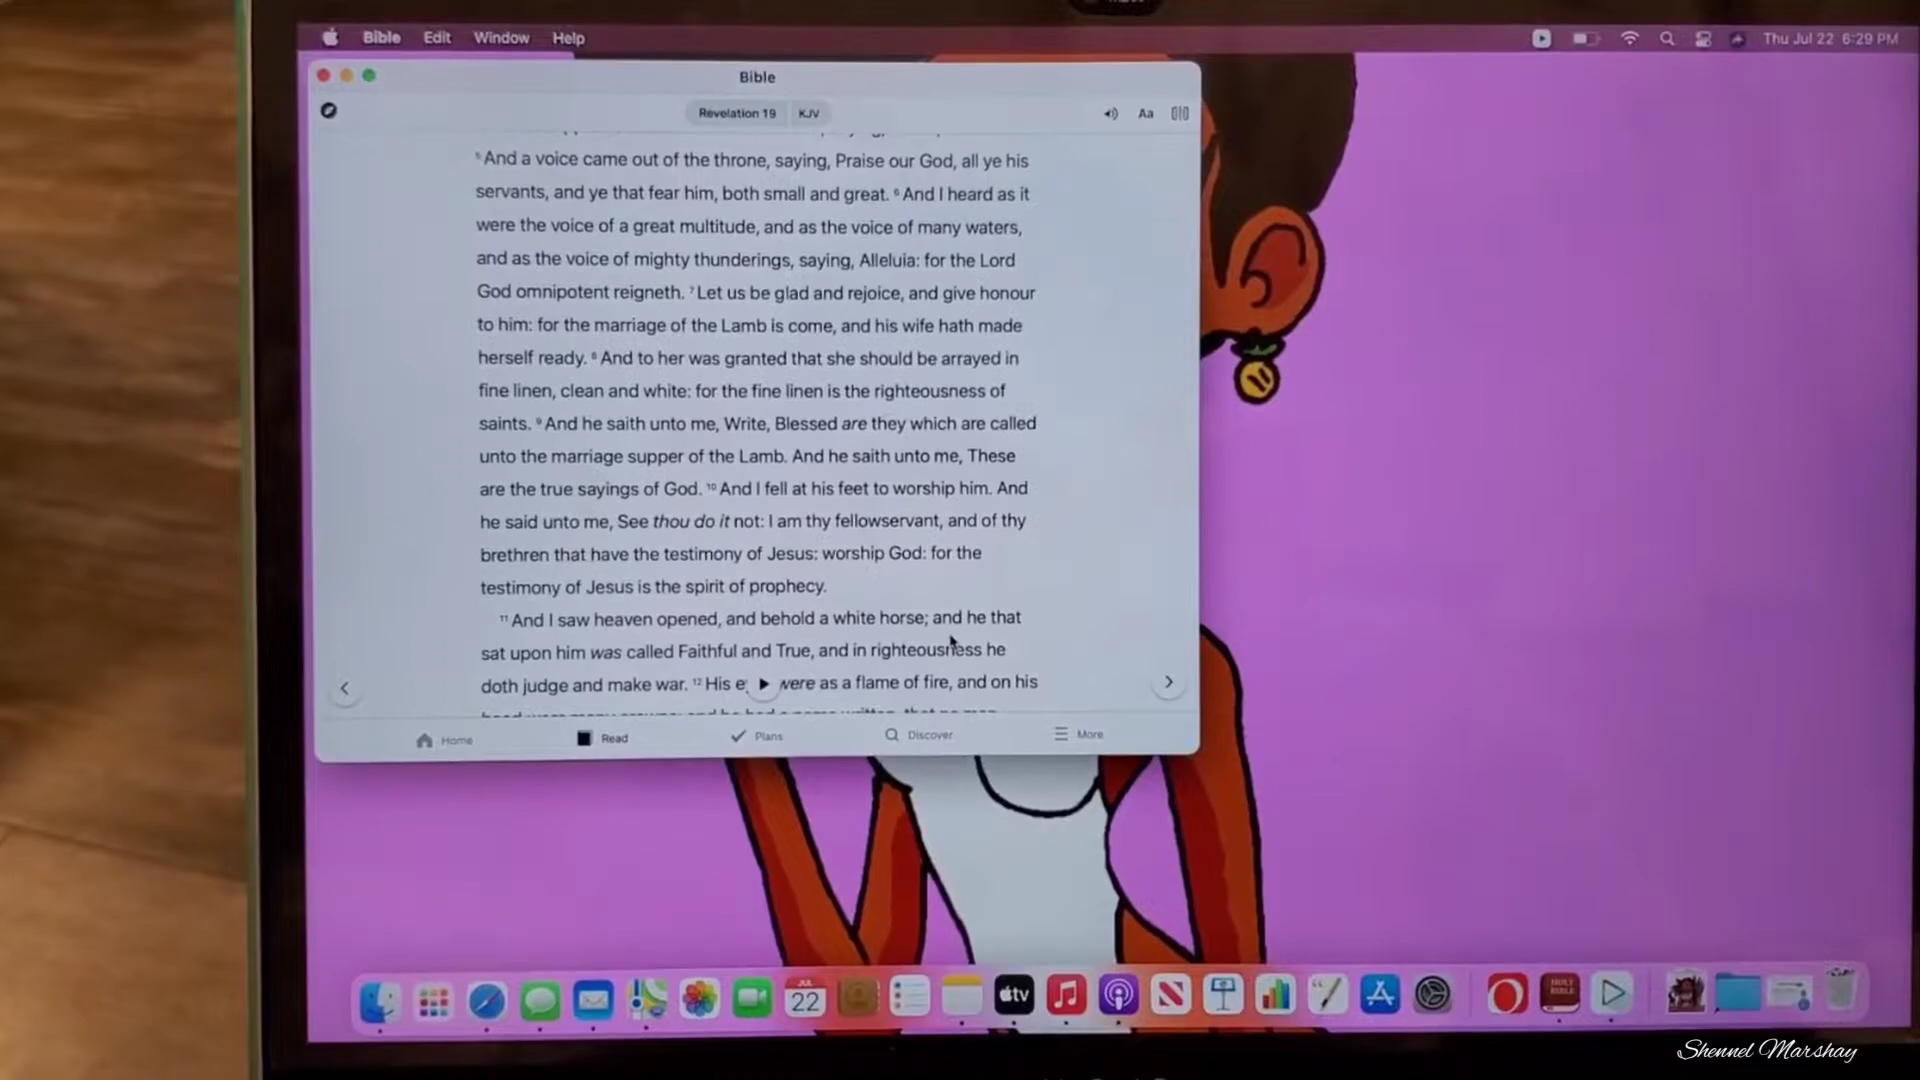 Bible Edit Window Help Thu Jul 22 6:29 PM
Bible
Revelation 19 KJV
Aa
5 And a voice came out of the throne, saying, Praise our God, all ye his
servants, and ye that fear him, both small and great. 6 And I heard as it
were the voice of a great multitude, and as the voice of many waters,
and as the voice of mighty thunderings, saying, Alleluia: for the Lord
God omnipotent reigneth. 7 Let us be glad and rejoice, and give honour
to him: for the marriage of the Lamb is come, and his wife hath made
herself ready. 8 And to her was granted that she should be arrayed in
fine linen, clean and white: for the fine linen is the righteousness of
saints. 9 And he saith unto me, Write, Blessed are they which are called
unto the marriage supper of the Lamb. And he saith unto me, These
are the true sayings of God. 10 And I fell at his feet to worship him. And
he said unto me, See thou do it not: I am thy fellowservant, and of thy
brethren that have the testimony of Jesus: worship God: for the
testimony of Jesus is the spirit of prophecy.
11 And I saw heaven opened, and behold a white horse; and he that
sat upon him was called Faithful and True, and in righteousness he
doth judge and make war. 12 His were as a flame of fire, and on his
Home Read Plans Discover More
JUL
22
tv
HOLY
BIBLE
Shennel Marshay